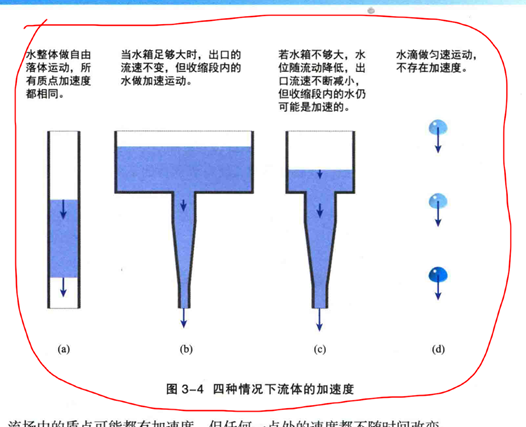 水整体做自由
落体运动，所
有质点加速度
都相同。
当水箱足够大时，出口的
流速不变，但收缩段内的
水做加速运动。
若水箱不够大，水
位随流动降低，出
口流速不断减小，
但收缩段内的水仍
可能是加速的。
水滴做匀速运动，
不存在加速度。
(a)
(b)
(c)
(d)
图 3-4 四种情况下流体的加速度
流场中的质点可能都有加速度，但任何一点处的速度都不随时间改变